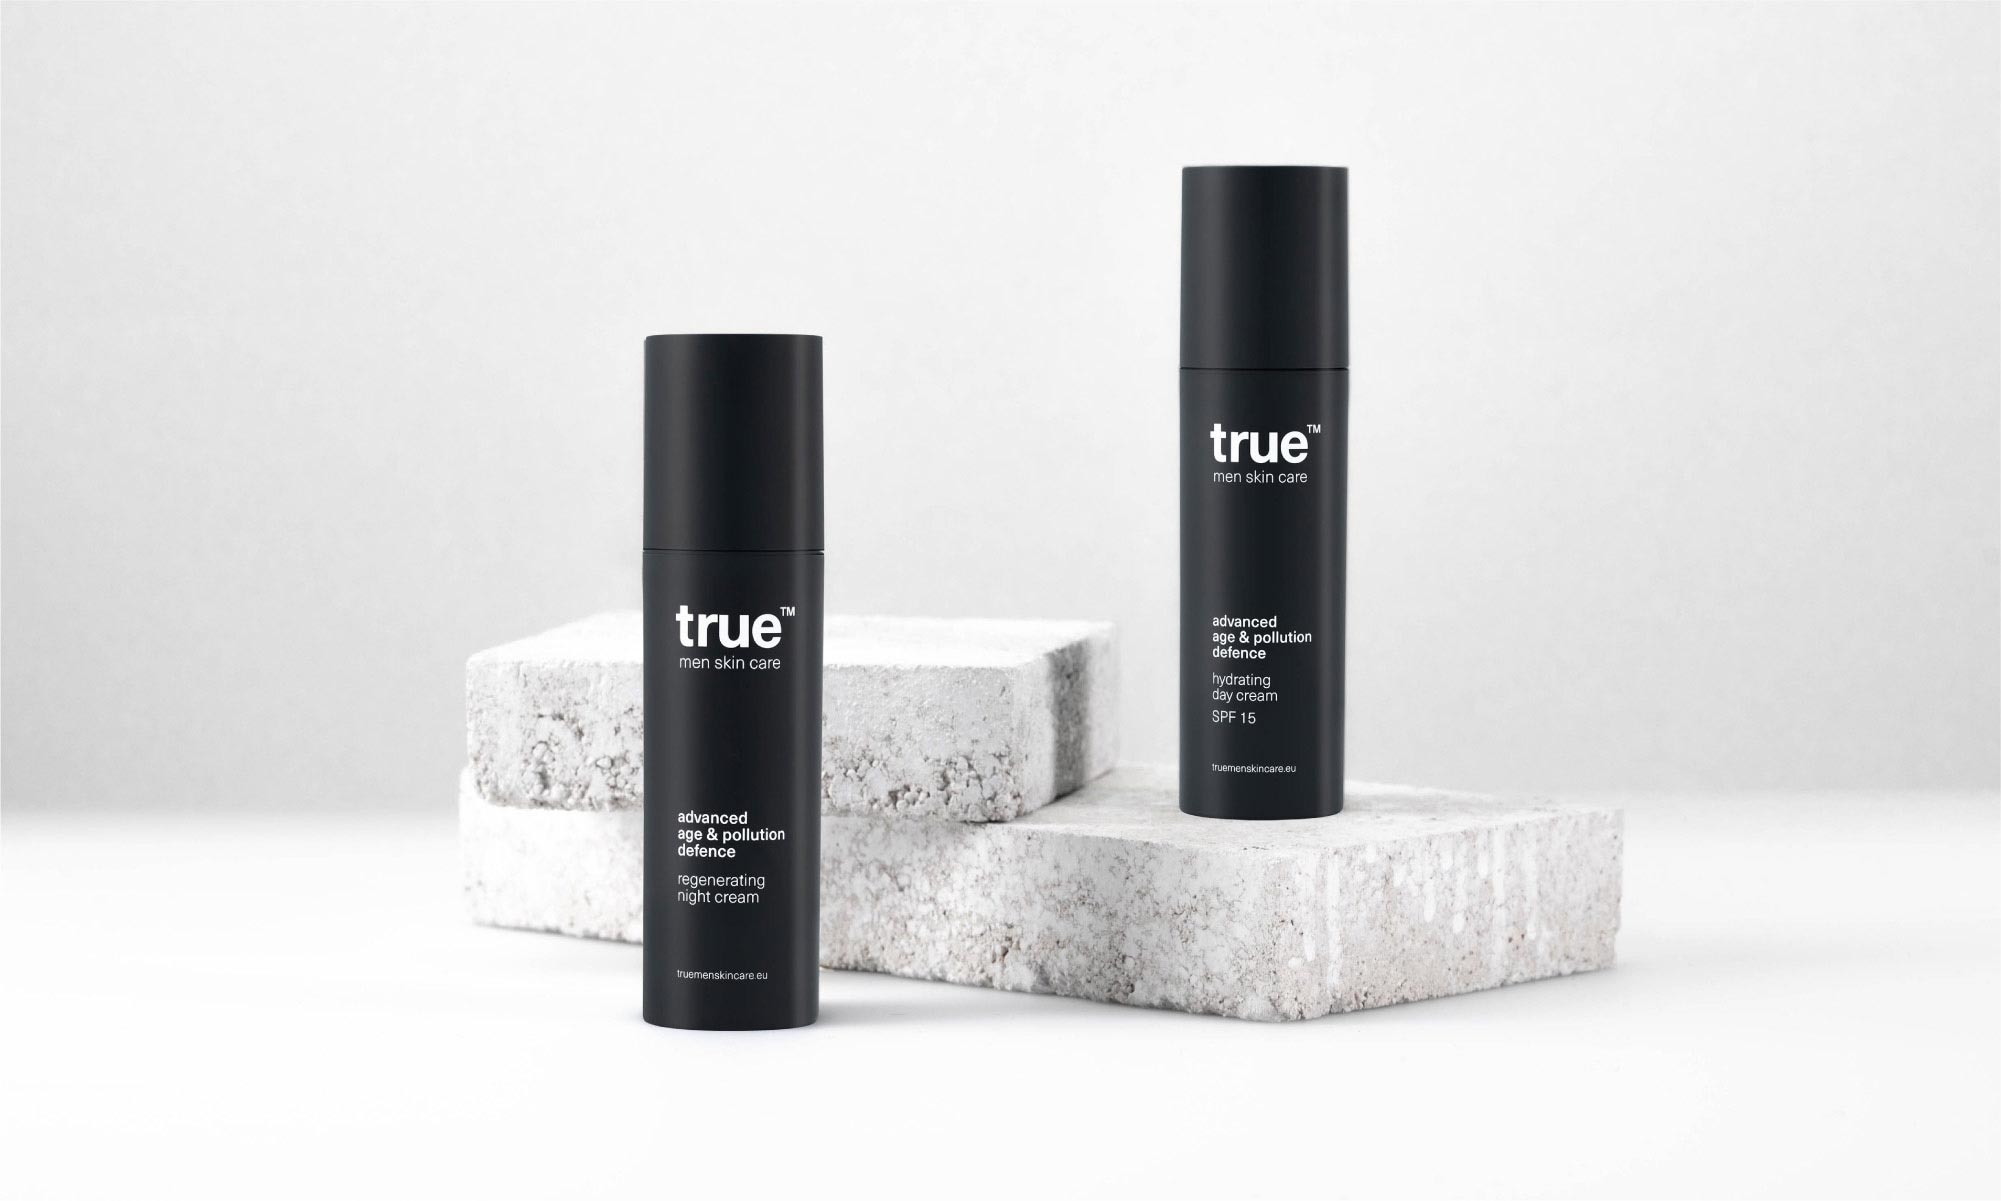 true™
men skin care
advanced
age & pollution
defence
regenerating
night cream
truemenskincare.eu
true™
men skin care
advanced
age & pollution
defence
hydrating
day cream
SPF 15
truemenskincare.eu